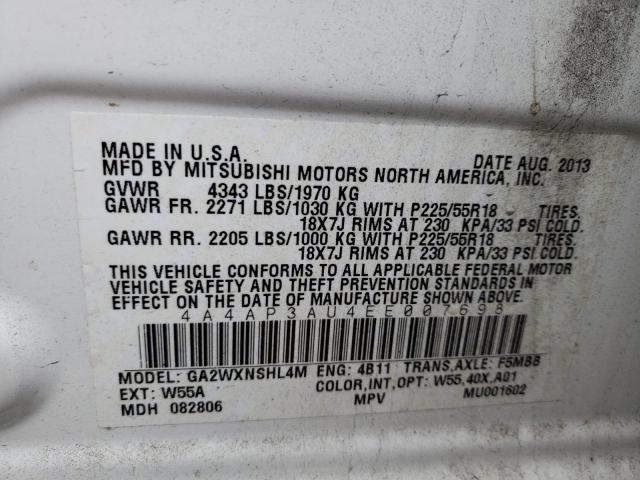 MADE IN U.S.A. DATE AUG. 2013
MFD BY MITSUBISHI MOTORS NORTH AMERICA, INC.
GVWR 4343 LBS/1970 KG
GAWR FR. 2271 LBS/1030 KG WITH P225/55R18 TIRES.
18X7J RIMS AT 230 KPA/33 PSI COLD.
GAWR RR. 2205 LBS/1000 KG WITH P225/55R18 TIRES.
18X7J RIMS AT 230 KPA/33 PSI COLD.
THIS VEHICLE CONFORMS TO ALL APPLICABLE FEDERAL MOTOR
VEHICLE SAFETY AND THEFT PREVENTION STANDARDS IN
EFFECT ON THE DATE OF MANUFACTURE SHOWN ABOVE.
4A4AP3AU4EE007698
MODEL: GA2WXNSHL4M ENG: 4B11 TRANS,AXLE: F5MBB
EXT: W55A COLOR,INT,OPT: W55,40X,A01
MDH 082806 MPV MU001602